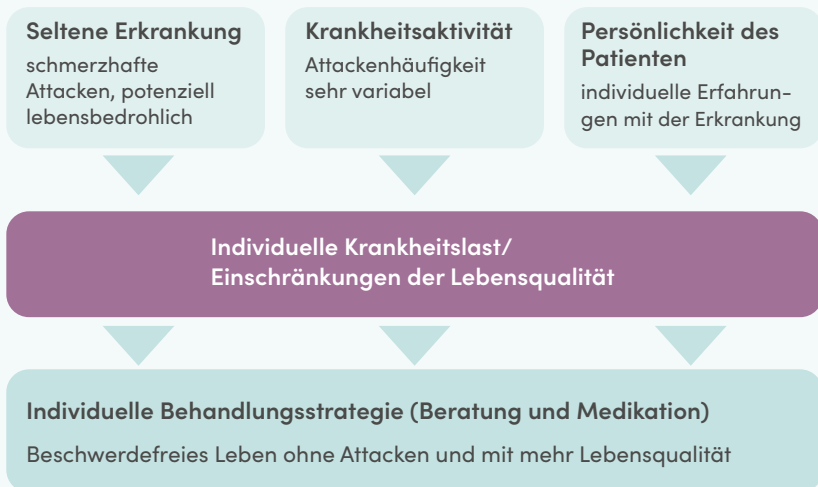 Seltene Erkrankung
schmerzhafte
Attacken, potenziell
lebensbedrohlich
Krankheitsaktivität
Attackenhäufigkeit
sehr variabel
Persönlichkeit des
Patienten
individuelle Erfahrun-
gen mit der Erkrankung
Individuelle Krankheitslast/
Einschränkungen der Lebensqualität
Individuelle Behandlungsstrategie (Beratung und Medikation)
Beschwerdefreies Leben ohne Attacken und mit mehr Lebensqualität